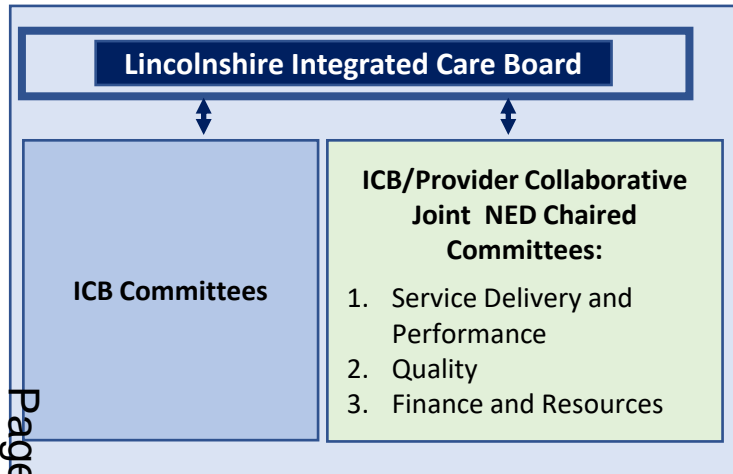 Lincolnshire Integrated Care Board
ICB Committees
ICB/Provider Collaborative
Joint NED Chaired
Committees:
1. Service Delivery and
Performance
2. Quality
3. Finance and Resources
Page